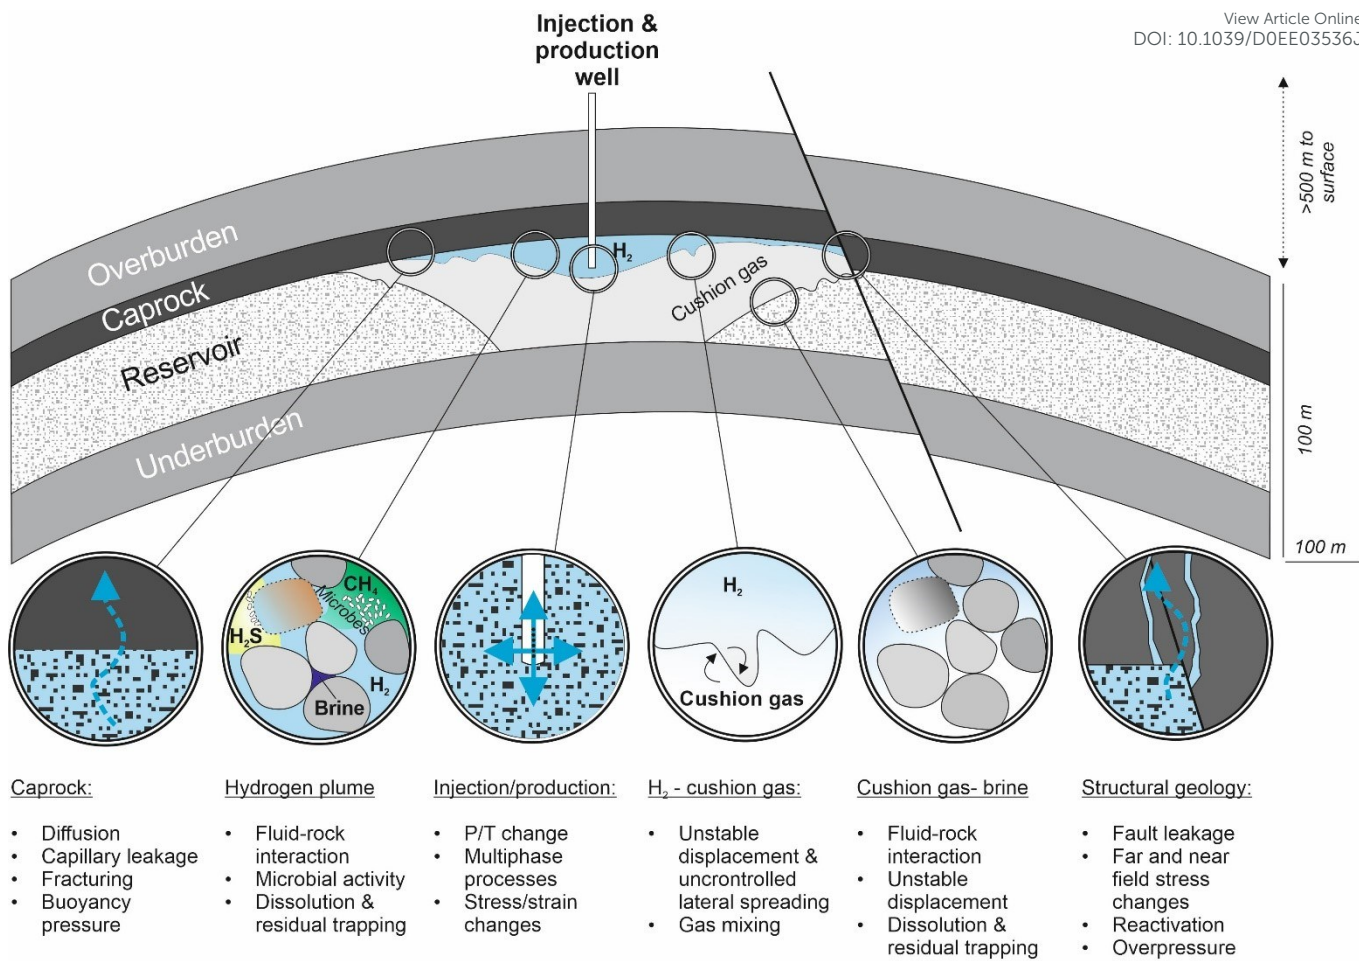 View Article Online
DOI: 10.1039/D0EE03536J
Injection &
production
well
>500 m to
surface
Overburden
Caprock
Reservoir
Underburden
H₂
Cushion gas
100 m
100 m
CH₄
Microbes
H₂S
H₂
Brine
H₂
Cushion gas
Caprock:
• Diffusion
• Capillary leakage
• Fracturing
• Buoyancy
pressure
Hydrogen plume
• Fluid-rock
interaction
• Microbial activity
• Dissolution &
residual trapping
Injection/production:
• P/T change
• Multiphase
processes
• Stress/strain
changes
H₂ - cushion gas:
• Unstable
displacement &
uncontrolled
lateral spreading
• Gas mixing
Cushion gas- brine
• Fluid-rock
interaction
• Unstable
displacement
• Dissolution &
residual trapping
Structural geology:
• Fault leakage
• Far and near
field stress
changes
• Reactivation
• Overpressure